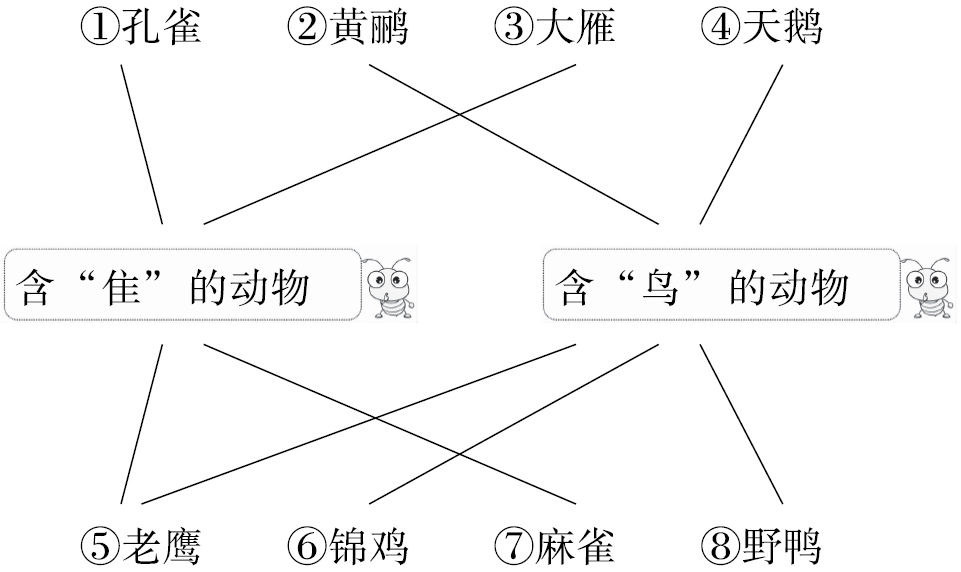 ①孔雀 ②黄鹂 ③大雁 ④天鹅
含“隹”的动物 含“鸟”的动物
⑤老鹰 ⑥锦鸡 ⑦麻雀 ⑧野鸭